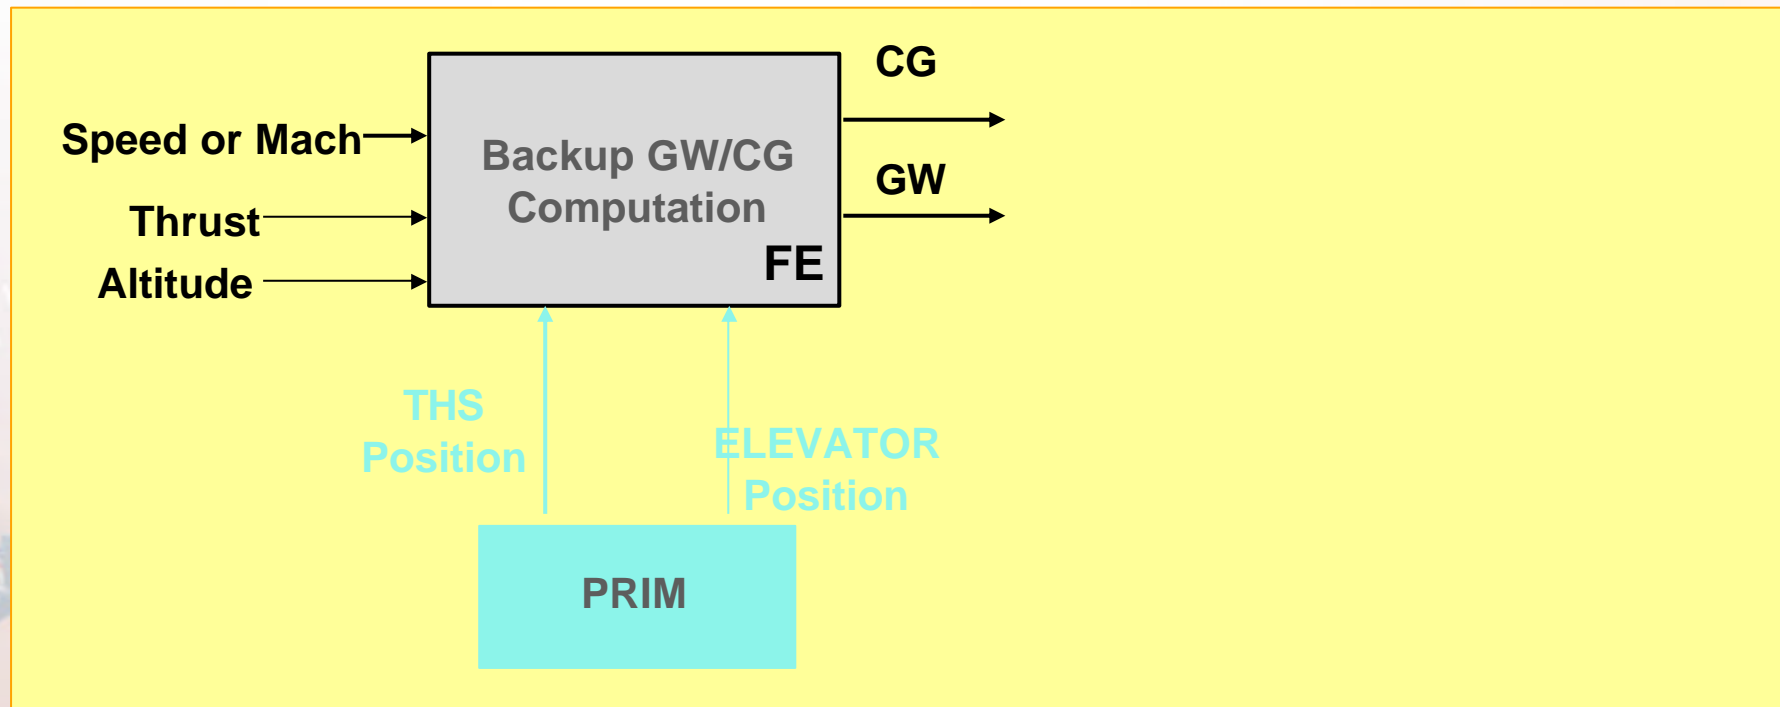 CG
Speed or Mach
Backup GW/CG
Computation
GW
Thrust
FE
Altitude
THS
Position
ELEVATOR
Position
PRIM